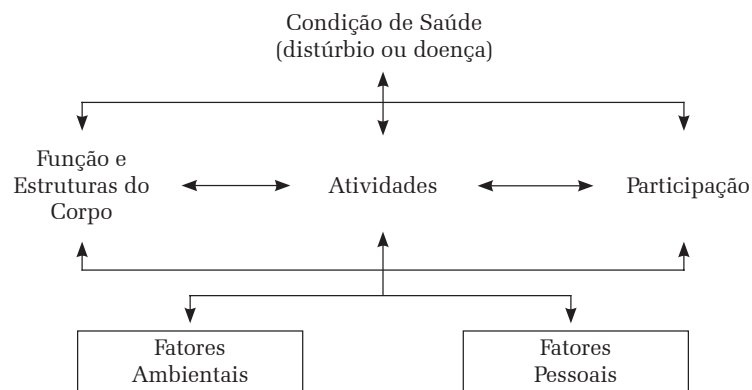 Condição de Saúde
(distúrbio ou doença)
Função e
Estruturas do
Corpo
Atividades
Participação
Fatores
Ambientais
Fatores
Pessoais